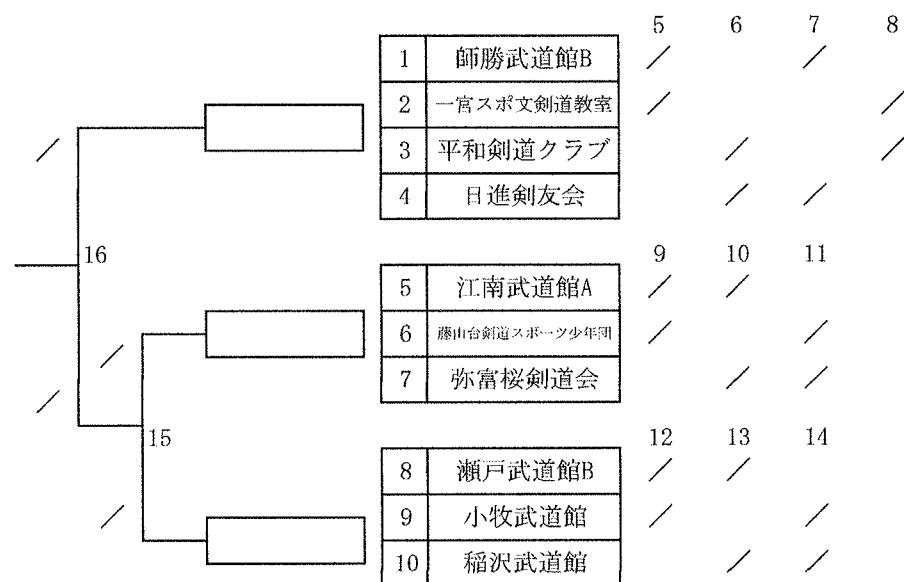 5 6 7 8
1 師勝武道館B / /
2 一宮スポ文剣道教室 / /
3 平和剣道クラブ / /
4 日進剣友会 / /
/
16
9 10 11
5 江南武道館A / /
6 藤山台剣道スポーツ少年団 / /
7 弥富桜剣道会 / /
/
/
15
12 13 14
8 瀬戸武道館B / /
9 小牧武道館 / /
10 稲沢武道館 / /
/